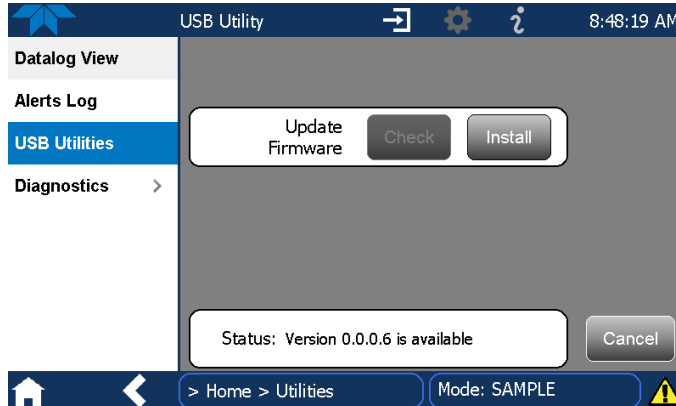 USB Utility
8:48:19 AM
Datalog View
Alerts Log
USB Utilities
Diagnostics
Update
Firmware
Check
Install
Status: Version 0.0.0.6 is available
Cancel
> Home > Utilities
Mode: SAMPLE